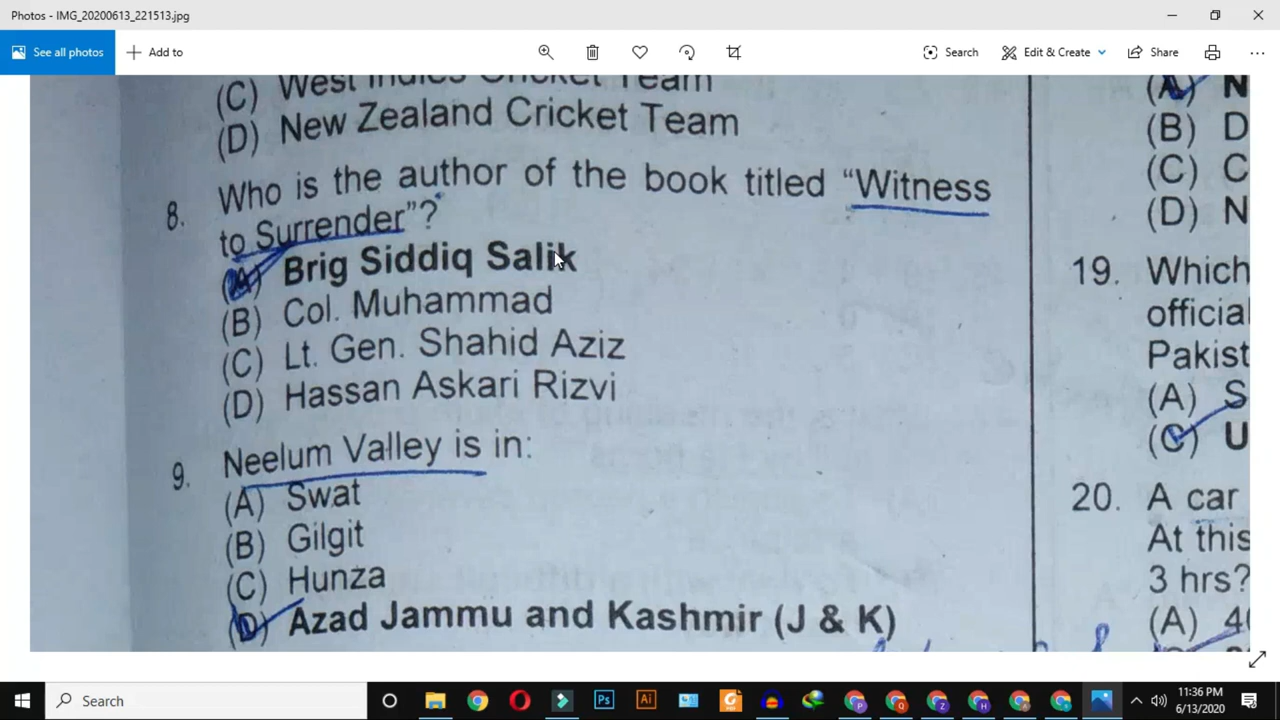 Photos - IMG_20200613_221513.jpg
See all photos
Add to
Search
Edit & Create
Share
(C) West Indies Cricket Team
(D) New Zealand Cricket Team
8. Who is the author of the book titled “Witness
to Surrender”?
(A) Brig Siddiq Salik
(B) Col. Muhammad
(C) Lt. Gen. Shahid Aziz
(D) Hassan Askari Rizvi
9. Neelum Valley is in:
(A) Swat
(B) Gilgit
(C) Hunza
(D) Azad Jammu and Kashmir (J & K)
(A) N
(B) D
(C) C
(D) N
19. Which
official
Pakist
(A) S
(C) U
20. A car
At this
3 hrs?
(A) 4
Search
11:36 PM
6/13/2020